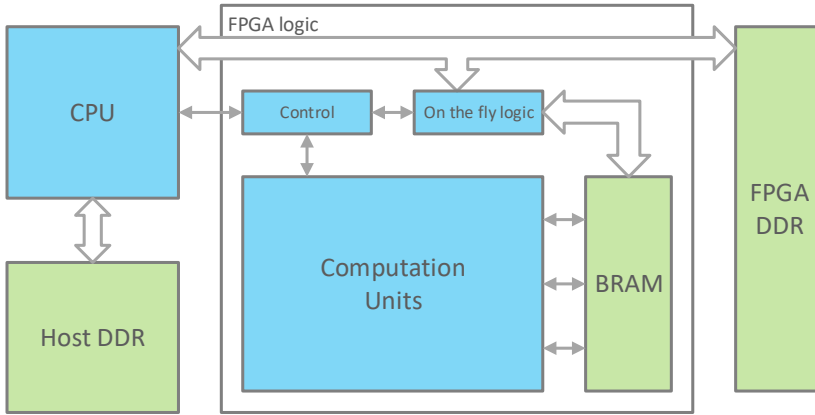 FPGA logic
CPU
Control
On the fly logic
FPGA
DDR
Computation
Units
BRAM
Host DDR